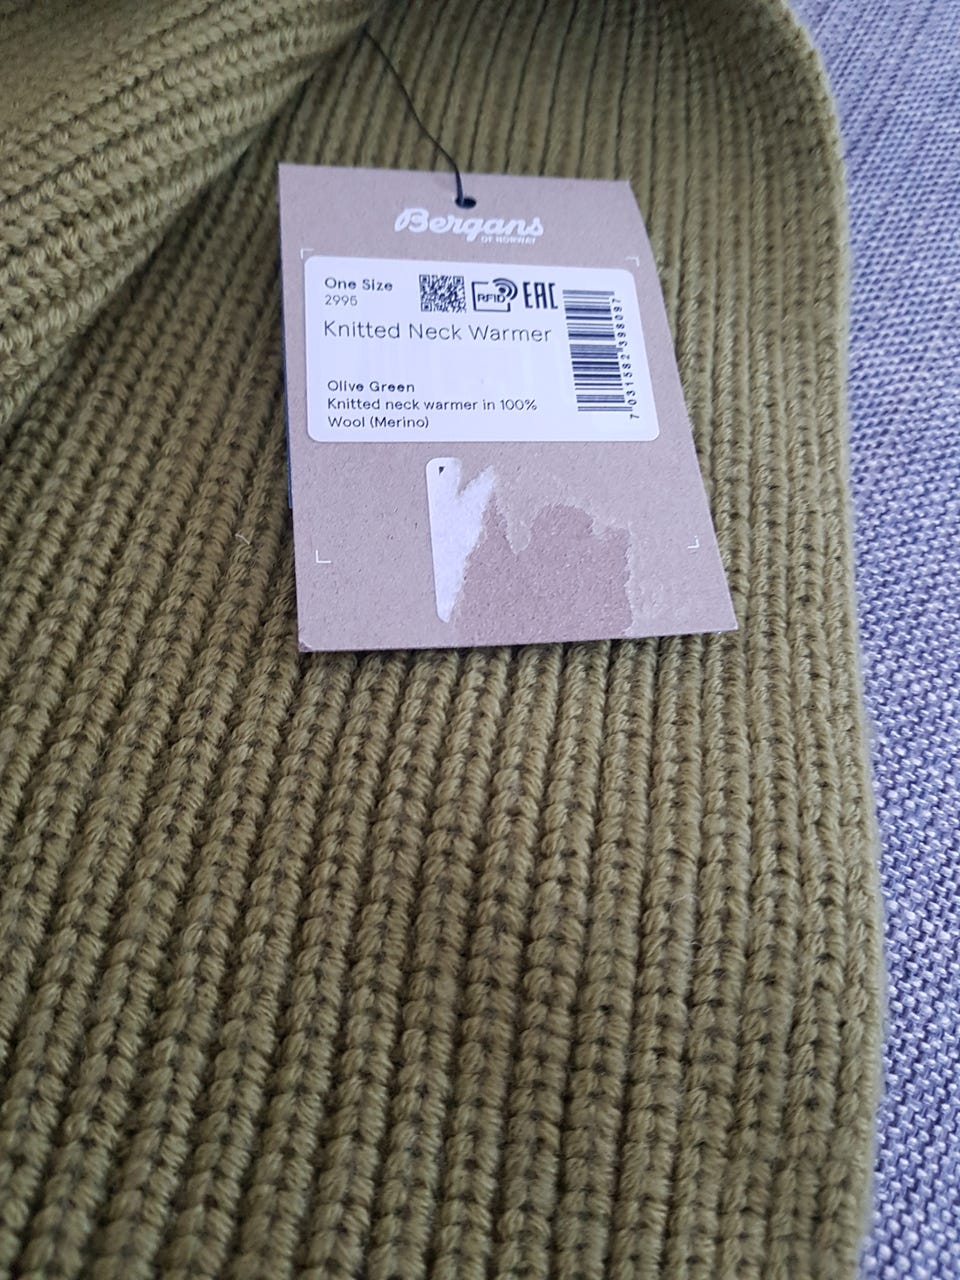 Bergans
OF NORWAY
One Size
2995
RFID
EAC
Knitted Neck Warmer
Olive Green
Knitted neck warmer in 100%
Wool (Merino)
7031582398097